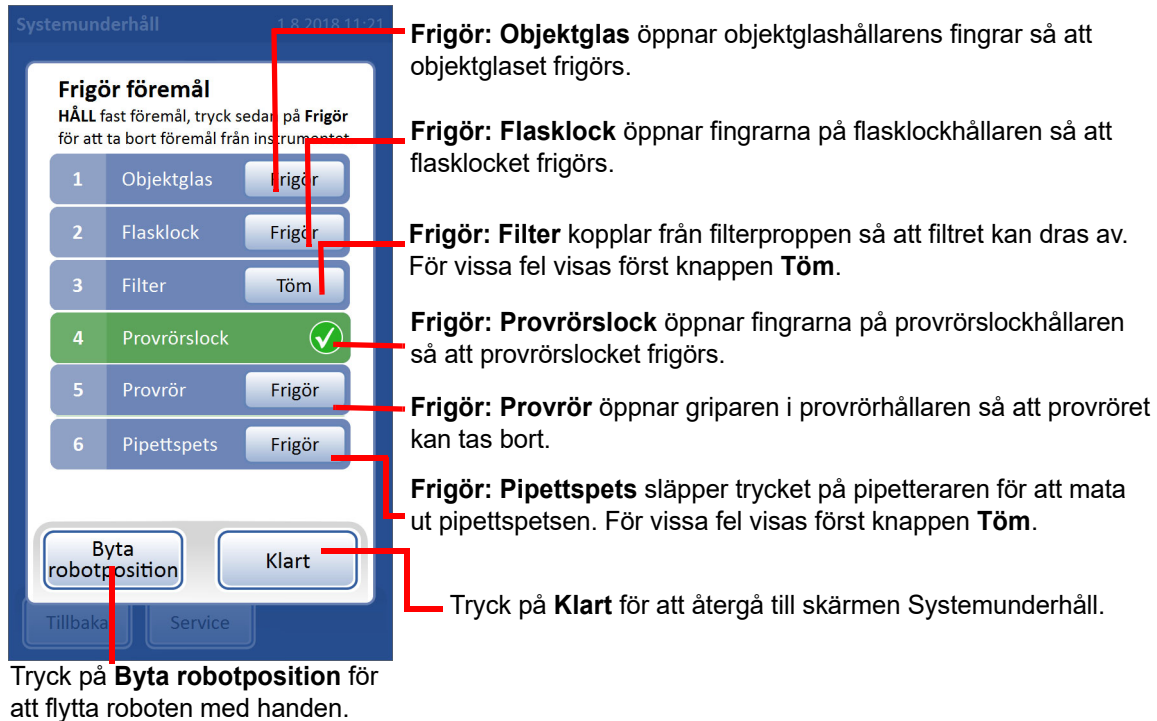 Systemunderhåll 1.8.2018 11:21
Frigör föremål
HÅLL fast föremål, tryck sedan på Frigör
för att ta bort föremål från instrumentet
1 Objektglas Frigör
2 Flasklock Frigör
3 Filter Töm
4 Provrörslock
5 Provrör Frigör
6 Pipettspets Frigör
Byta
robotposition
Klart
Tillbaka Service
Frigör: Objektglas öppnar objektglashållarens fingrar så att
objektglaset frigörs.
Frigör: Flasklock öppnar fingrarna på flasklockhållaren så att
flasklocket frigörs.
Frigör: Filter kopplar från filterproppen så att filtret kan dras av.
För vissa fel visas först knappen Töm.
Frigör: Provrörslock öppnar fingrarna på provrörslockhållaren
så att provrörslocket frigörs.
Frigör: Provrör öppnar griparen i provrörhållaren så att provröret
kan tas bort.
Frigör: Pipettspets släpper trycket på pipetteraren för att mata
ut pipettspetsen. För vissa fel visas först knappen Töm.
Tryck på Klart för att återgå till skärmen Systemunderhåll.
Tryck på Byta robotposition för
att flytta roboten med handen.